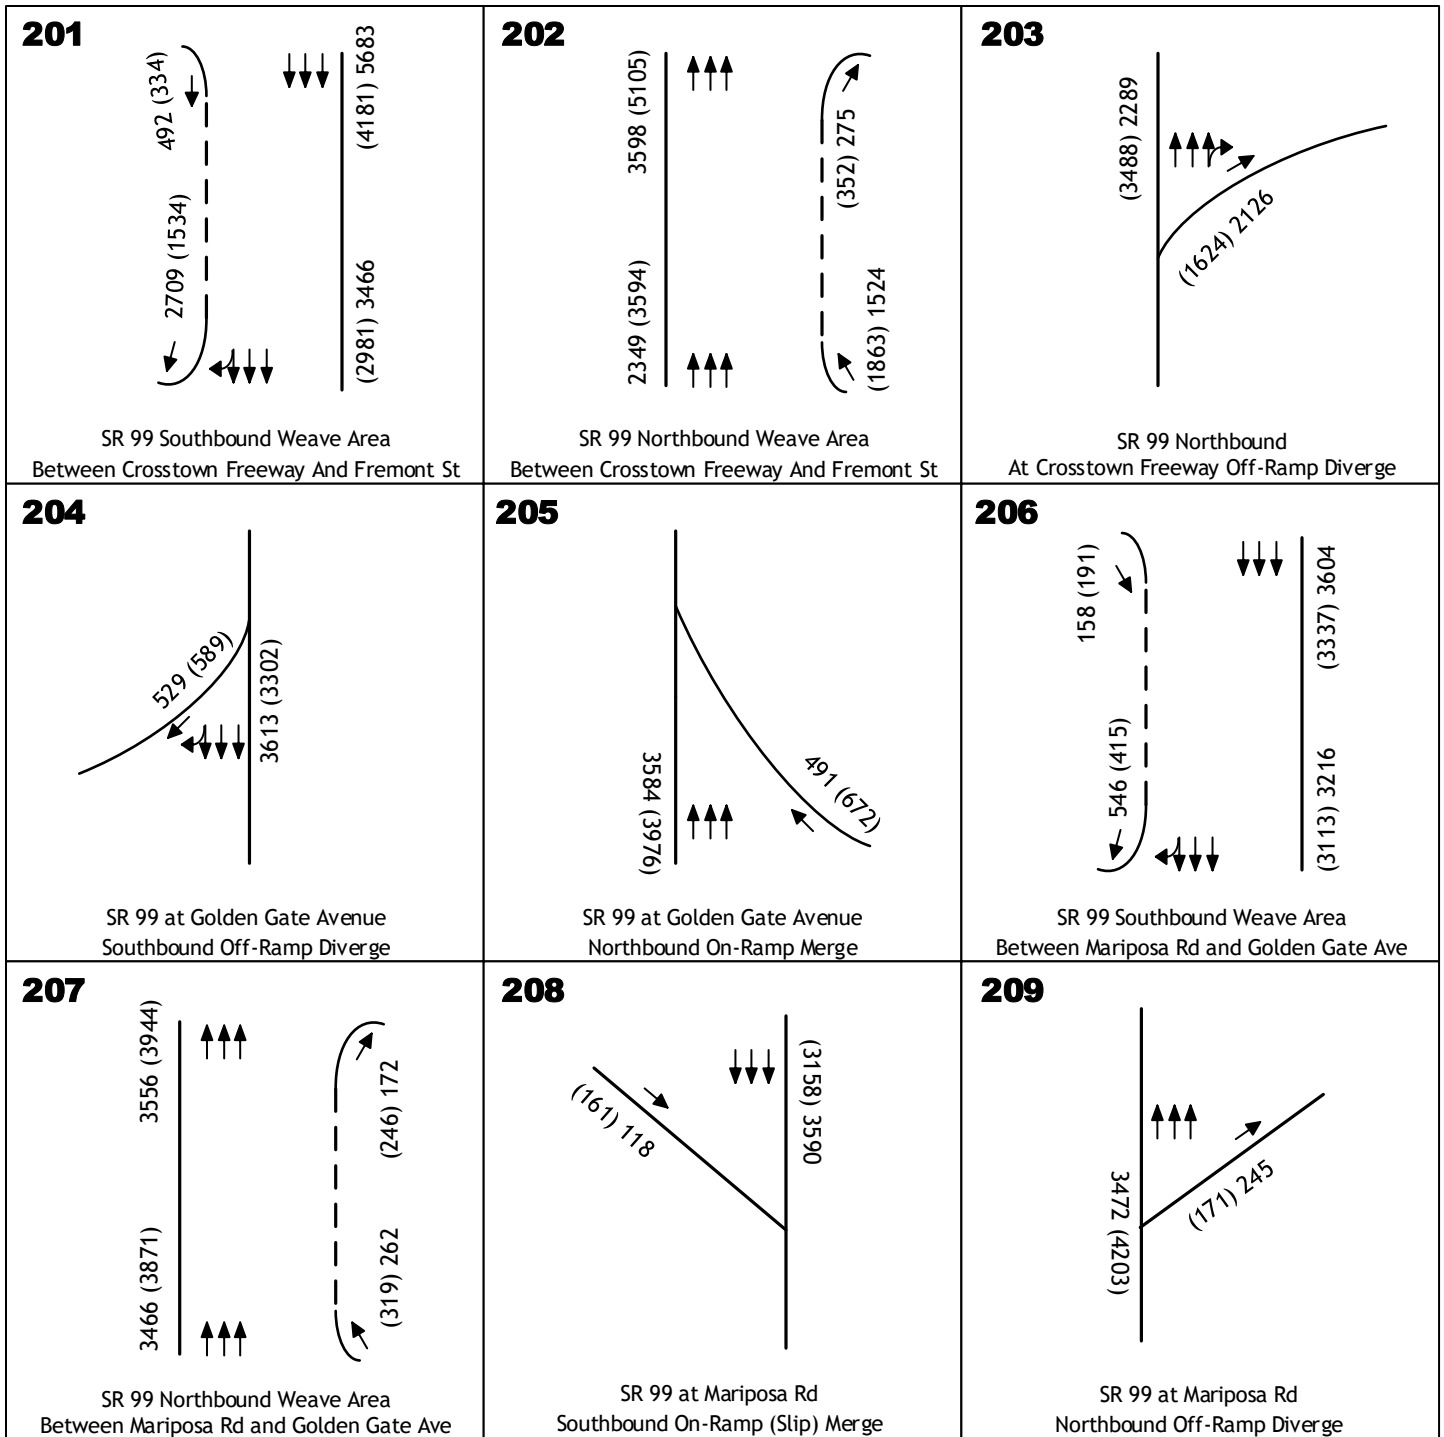 201
492 (334)
(4181) 5683
2709 (1534)
(2981) 3466
SR 99 Southbound Weave Area
Between Crosstown Freeway And Fremont St
202
3598 (5105)
(352) 275
2349 (3594)
(1863) 1524
SR 99 Northbound Weave Area
Between Crosstown Freeway And Fremont St
203
(3488) 2289
(1624) 2126
SR 99 Northbound
At Crosstown Freeway Off-Ramp Diverge
204
529 (589)
3613 (3302)
SR 99 at Golden Gate Avenue
Southbound Off-Ramp Diverge
205
3584 (3976)
491 (672)
SR 99 at Golden Gate Avenue
Northbound On-Ramp Merge
206
158 (191)
(3337) 3604
546 (415)
(3113) 3216
SR 99 Southbound Weave Area
Between Mariposa Rd and Golden Gate Ave
207
3556 (3944)
(246) 172
3466 (3871)
(319) 262
SR 99 Northbound Weave Area
Between Mariposa Rd and Golden Gate Ave
208
(161) 118
(3158) 3590
SR 99 at Mariposa Rd
Southbound On-Ramp (Slip) Merge
209
3472 (4203)
(171) 245
SR 99 at Mariposa Rd
Northbound Off-Ramp Diverge